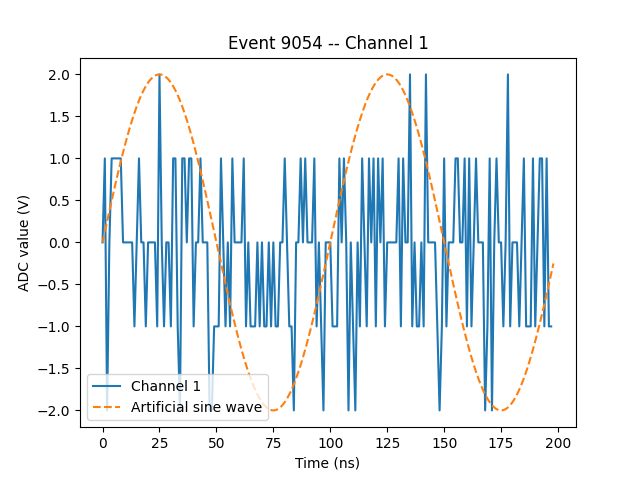 Event 9054 -- Channel 1
ADC value (V)
2.0
1.5
1.0
0.5
0.0
−0.5
−1.0
−1.5
−2.0
Channel 1
Artificial sine wave
0 25 50 75 100 125 150 175 200
Time (ns)